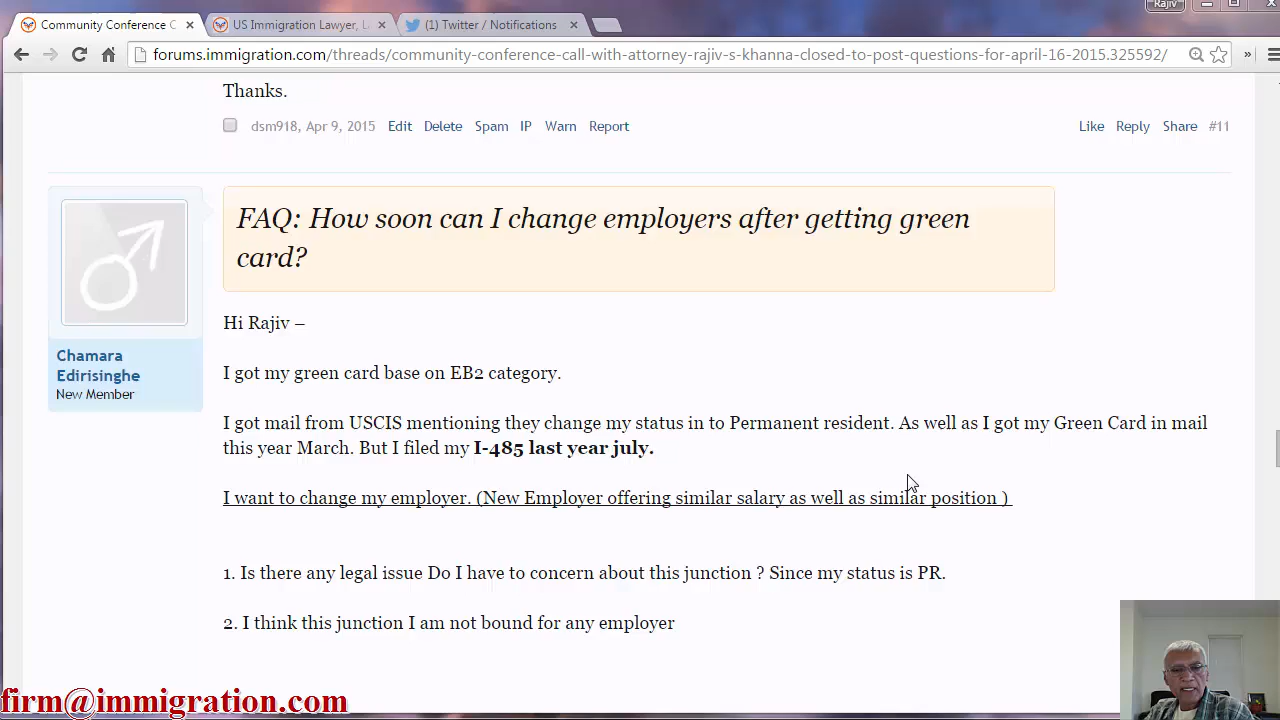 Rajiv
Community Conference C
US Immigration Lawyer, L
(1) Twitter / Notifications
forums.immigration.com/threads/community-conference-call-with-attorney-rajiv-s-khanna-closed-to-post-questions-for-april-16-2015.325592/
Thanks.
dsm918, Apr 9, 2015 Edit Delete Spam IP Warn Report Like Reply Share #11
FAQ: How soon can I change employers after getting green
card?
Hi Rajiv –
Chamara
Edirisinghe
New Member
I got my green card base on EB2 category.
I got mail from USCIS mentioning they change my status in to Permanent resident. As well as I got my Green Card in mail
this year March. But I filed my I-485 last year july.
I want to change my employer. (New Employer offering similar salary as well as similar position )
1. Is there any legal issue Do I have to concern about this junction ? Since my status is PR.
2. I think this junction I am not bound for any employer
firm@immigration.com